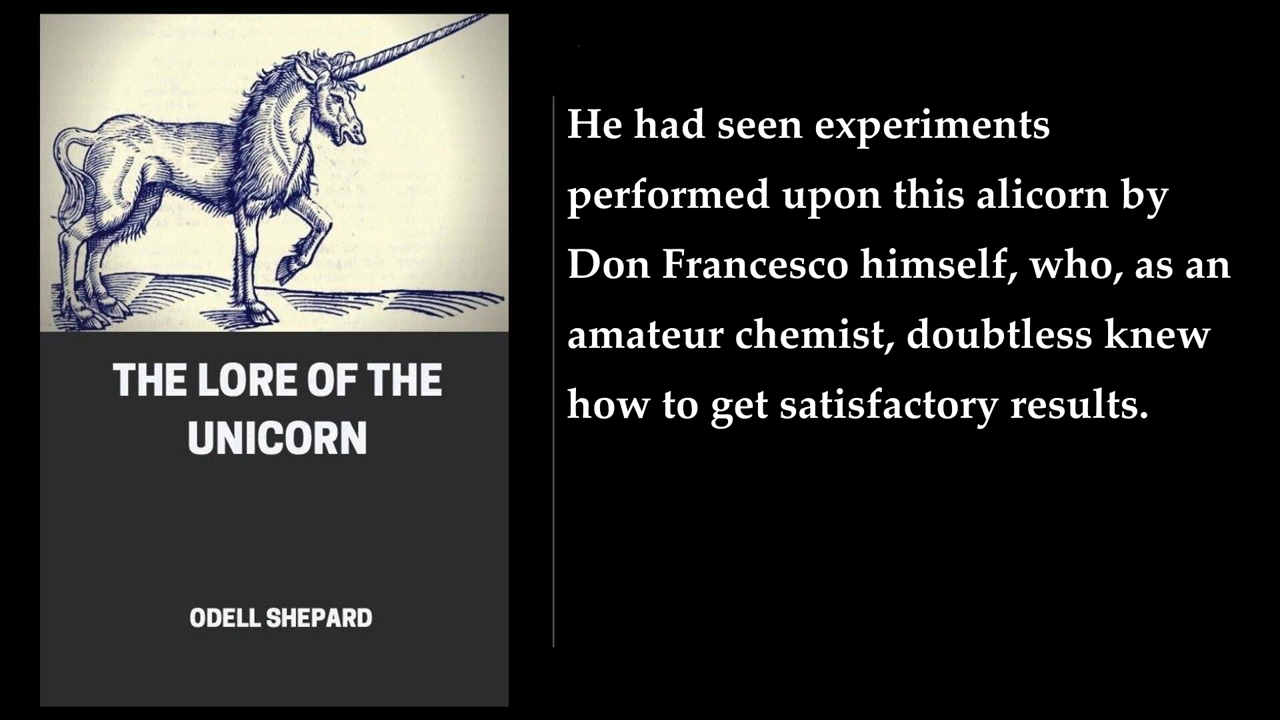 THE LORE OF THE
UNICORN
ODELL SHEPARD
He had seen experiments
performed upon this alicorn by
Don Francesco himself, who, as an
amateur chemist, doubtless knew
how to get satisfactory results.